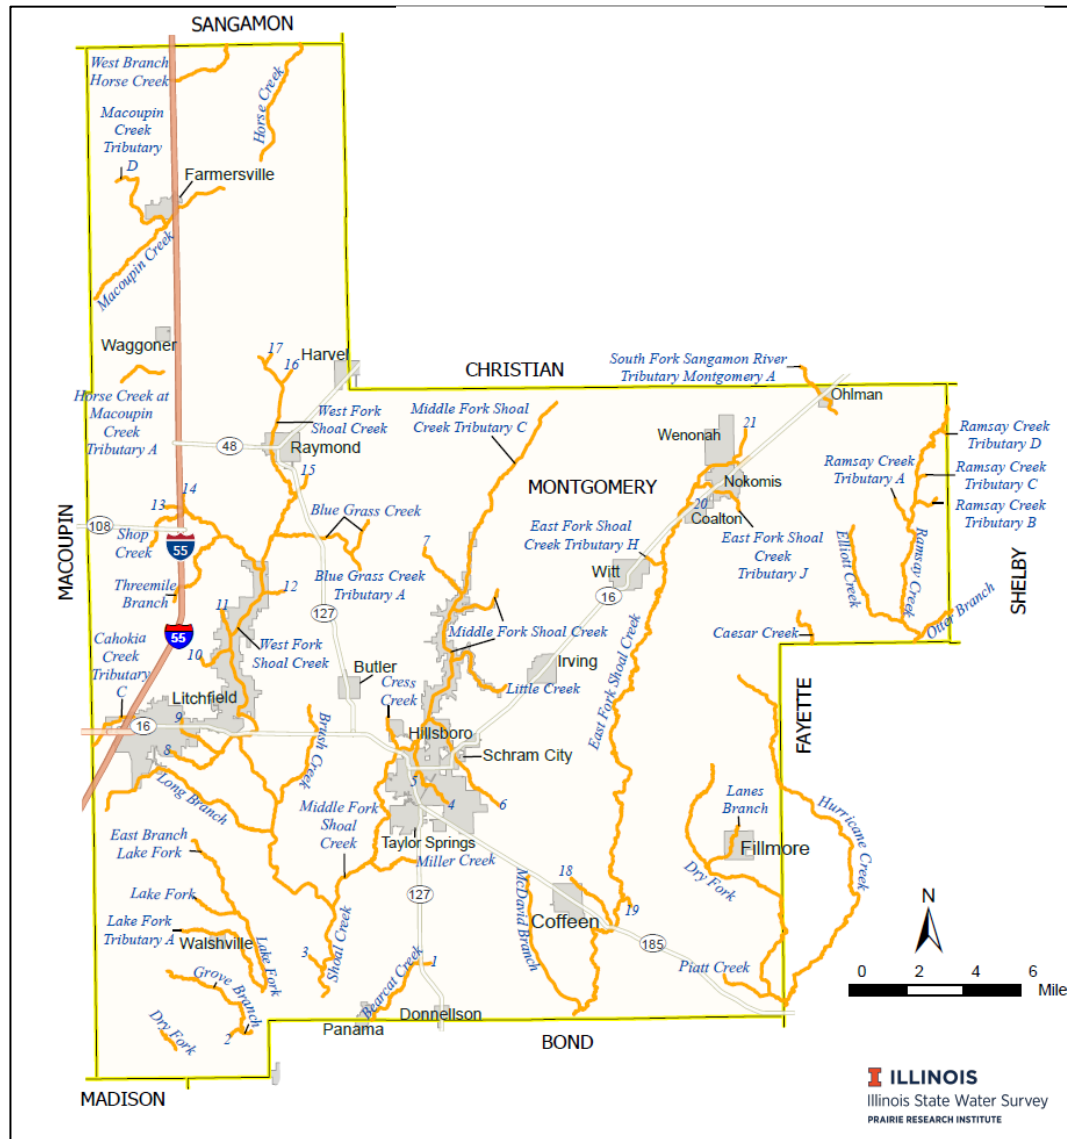 SANGAMON
West Branch
Horse Creek
Horse Creek
Macoupin
Creek
Tributary
D
Farmersville
Macoupin Creek
Waggoner
17
16
Harvel
CHRISTIAN
South Fork Sangamon River
Tributary Montgomery A
Ohlman
Horse Creek at
Macoupin
Creek
Tributary A
West Fork
Shoal Creek
Middle Fork Shoal
Creek Tributary C
48
Raymond
Wenonah
21
Ramsay Creek
Tributary D
Ramsay Creek
Tributary A
Ramsay Creek
Tributary C
Ramsay Creek
Tributary B
15
14
13
MONTGOMERY
Nokomis
20
Coalton
108
Shop
Creek
55
Blue Grass Creek
7
East Fork Shoal
Creek Tributary H
East Fork Shoal
Creek
Tributary J
Elliott Creek
Ramsay Creek
SHELBY
MACOUPIN
Threemile
Branch
12
Blue Grass Creek
Tributary A
Witt
16
11
127
Otter Branch
55
Cahokia
Creek
Tributary
C
10
West Fork
Shoal Creek
Middle Fork Shoal Creek
Caesar Creek
Butler
Irving
Cress
Creek
Little Creek
East Fork Shoal Creek
Litchfield
16
9
8
Brush Creek
Hillsboro
Schram City
FAYETTE
Long Branch
5
4
6
Middle Fork
Shoal
Creek
Taylor Springs
Miller Creek
Lanes
Branch
Fillmore
Hurricane Creek
East Branch
Lake Fork
Dry Fork
Lake Fork
127
McDavid Branch
18
Coffeen
19
Lake Fork
Tributary A
Walshville
Lake Fork
3
Shoal Creek
185
N
Grove Branch
Bearcat Creek
1
Piatt Creek
0 2 4 6
Mile
Dry Fork
2
Panama
Donnellson
BOND
MADISON
ILLINOIS
Illinois State Water Survey
PRAIRIE RESEARCH INSTITUTE